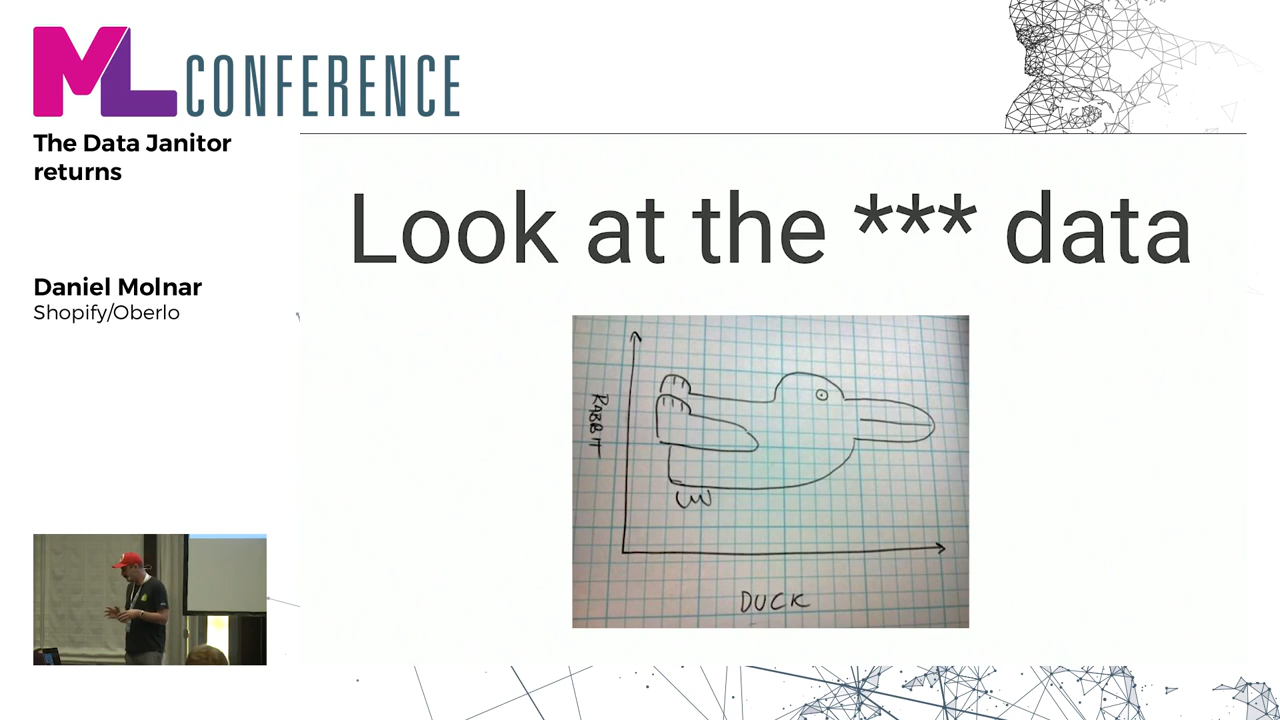 ML CONFERENCE
The Data Janitor
returns
Daniel Molnar
Shopify/Oberlo
Look at the *** data
RABBIT
DUCK